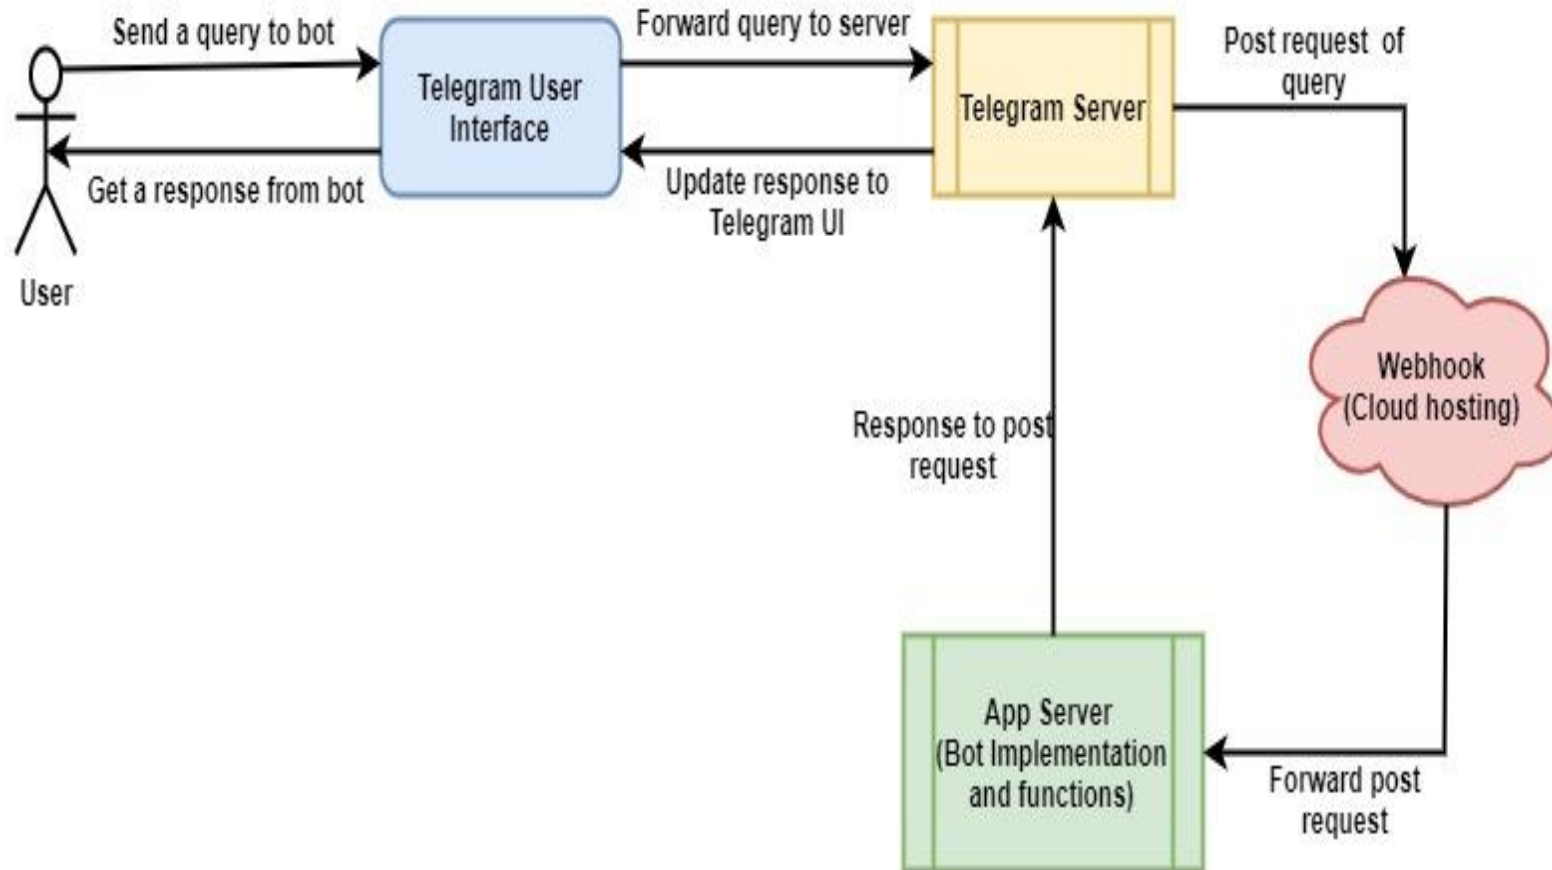 Send a query to bot
Forward query to server
Post request of
query
Telegram User
Interface
Telegram Server
Get a response from bot
Update response to
Telegram UI
User
Webhook
(Cloud hosting)
Response to post
request
App Server
(Bot Implementation
and functions)
Forward post
request